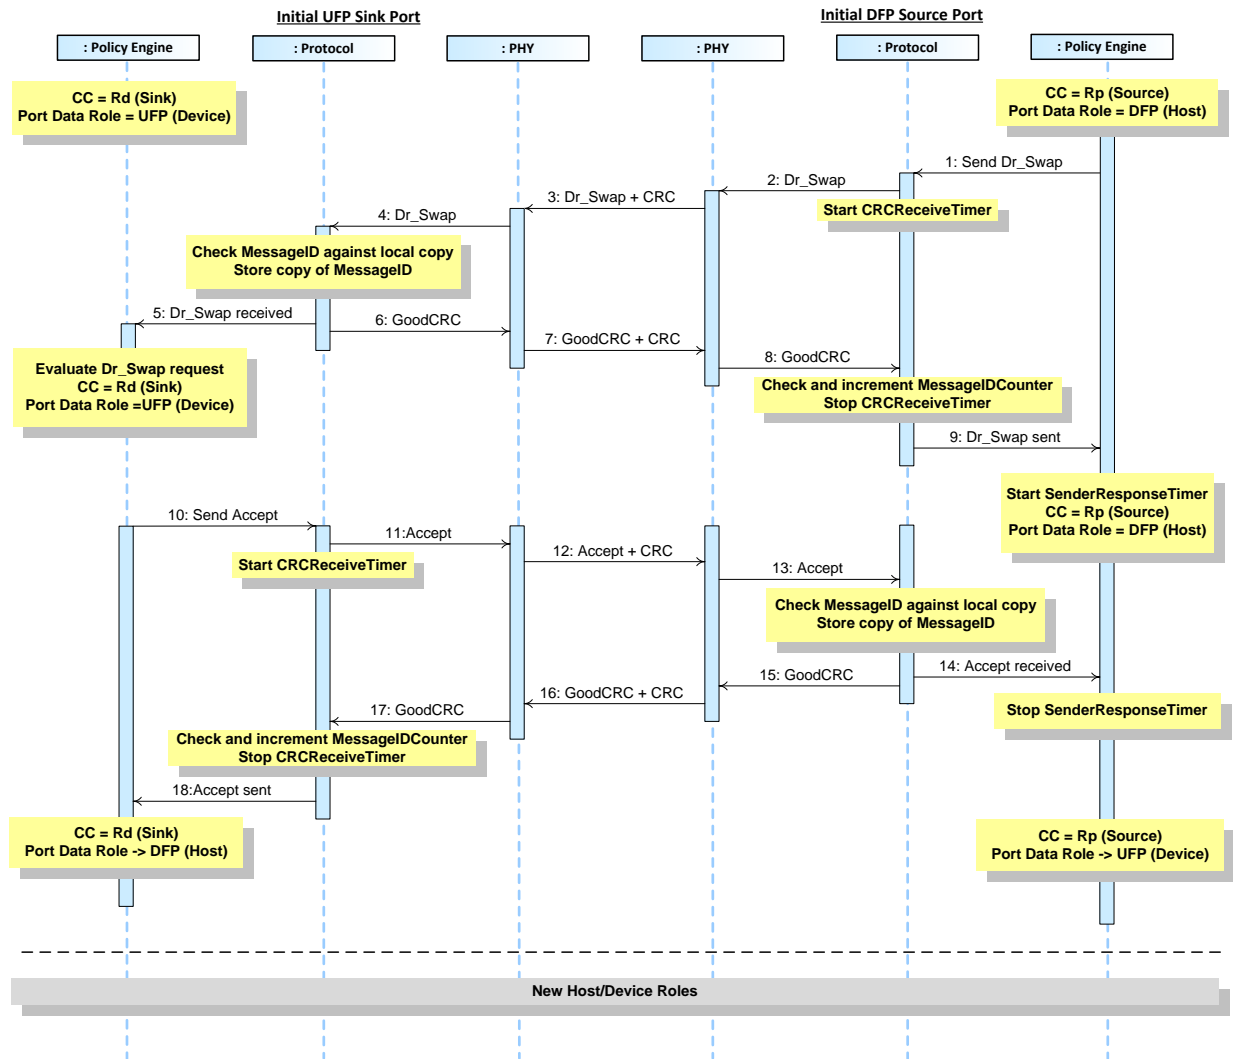 Initial UFP Sink Port
Initial DFP Source Port
: Policy Engine
: Protocol
: PHY
: PHY
: Protocol
: Policy Engine
CC = Rd (Sink)
Port Data Role = UFP (Device)
CC = Rp (Source)
Port Data Role = DFP (Host)
1: Send Dr_Swap
2: Dr_Swap
3: Dr_Swap + CRC
4: Dr_Swap
Start CRCReceiveTimer
Check MessageID against local copy
Store copy of MessageID
5: Dr_Swap received
6: GoodCRC
7: GoodCRC + CRC
8: GoodCRC
Evaluate Dr_Swap request
CC = Rd (Sink)
Port Data Role =UFP (Device)
Check and increment MessageIDCounter
Stop CRCReceiveTimer
9: Dr_Swap sent
Start SenderResponseTimer
CC = Rp (Source)
Port Data Role = DFP (Host)
10: Send Accept
11:Accept
12: Accept + CRC
13: Accept
Start CRCReceiveTimer
Check MessageID against local copy
Store copy of MessageID
14: Accept received
15: GoodCRC
16: GoodCRC + CRC
17: GoodCRC
Stop SenderResponseTimer
Check and increment MessageIDCounter
Stop CRCReceiveTimer
18:Accept sent
CC = Rd (Sink)
Port Data Role -> DFP (Host)
CC = Rp (Source)
Port Data Role -> UFP (Device)
New Host/Device Roles